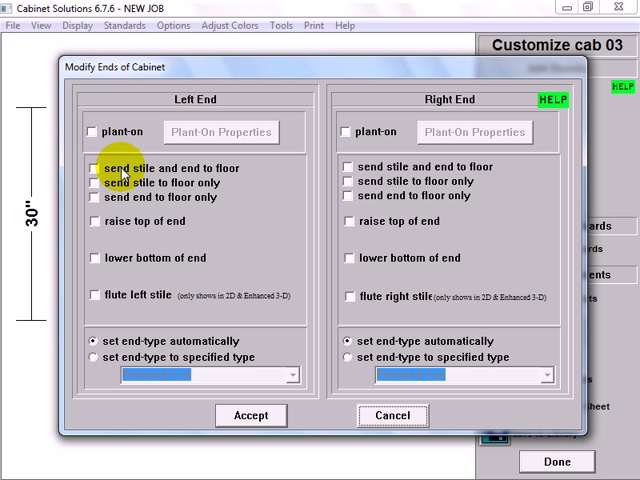 Cabinet Solutions 6.7.6 - NEW JOB
File View Display Standards Options Adjust Colors Tools Print Help
Customize cab 03
HELP
Modify Ends of Cabinet
Left End
Right End
HELP
plant-on
Plant-On Properties
plant-on
Plant-On Properties
send stile and end to floor
send stile to floor only
send end to floor only
raise top of end
lower bottom of end
flute left stile (only shows in 2D & Enhanced 3-D)
send stile and end to floor
send stile to floor only
send end to floor only
raise top of end
lower bottom of end
flute right stile (only shows in 2D & Enhanced 3-D)
set end-type automatically
set end-type to specified type
set end-type automatically
set end-type to specified type
Accept
Cancel
30"
Done